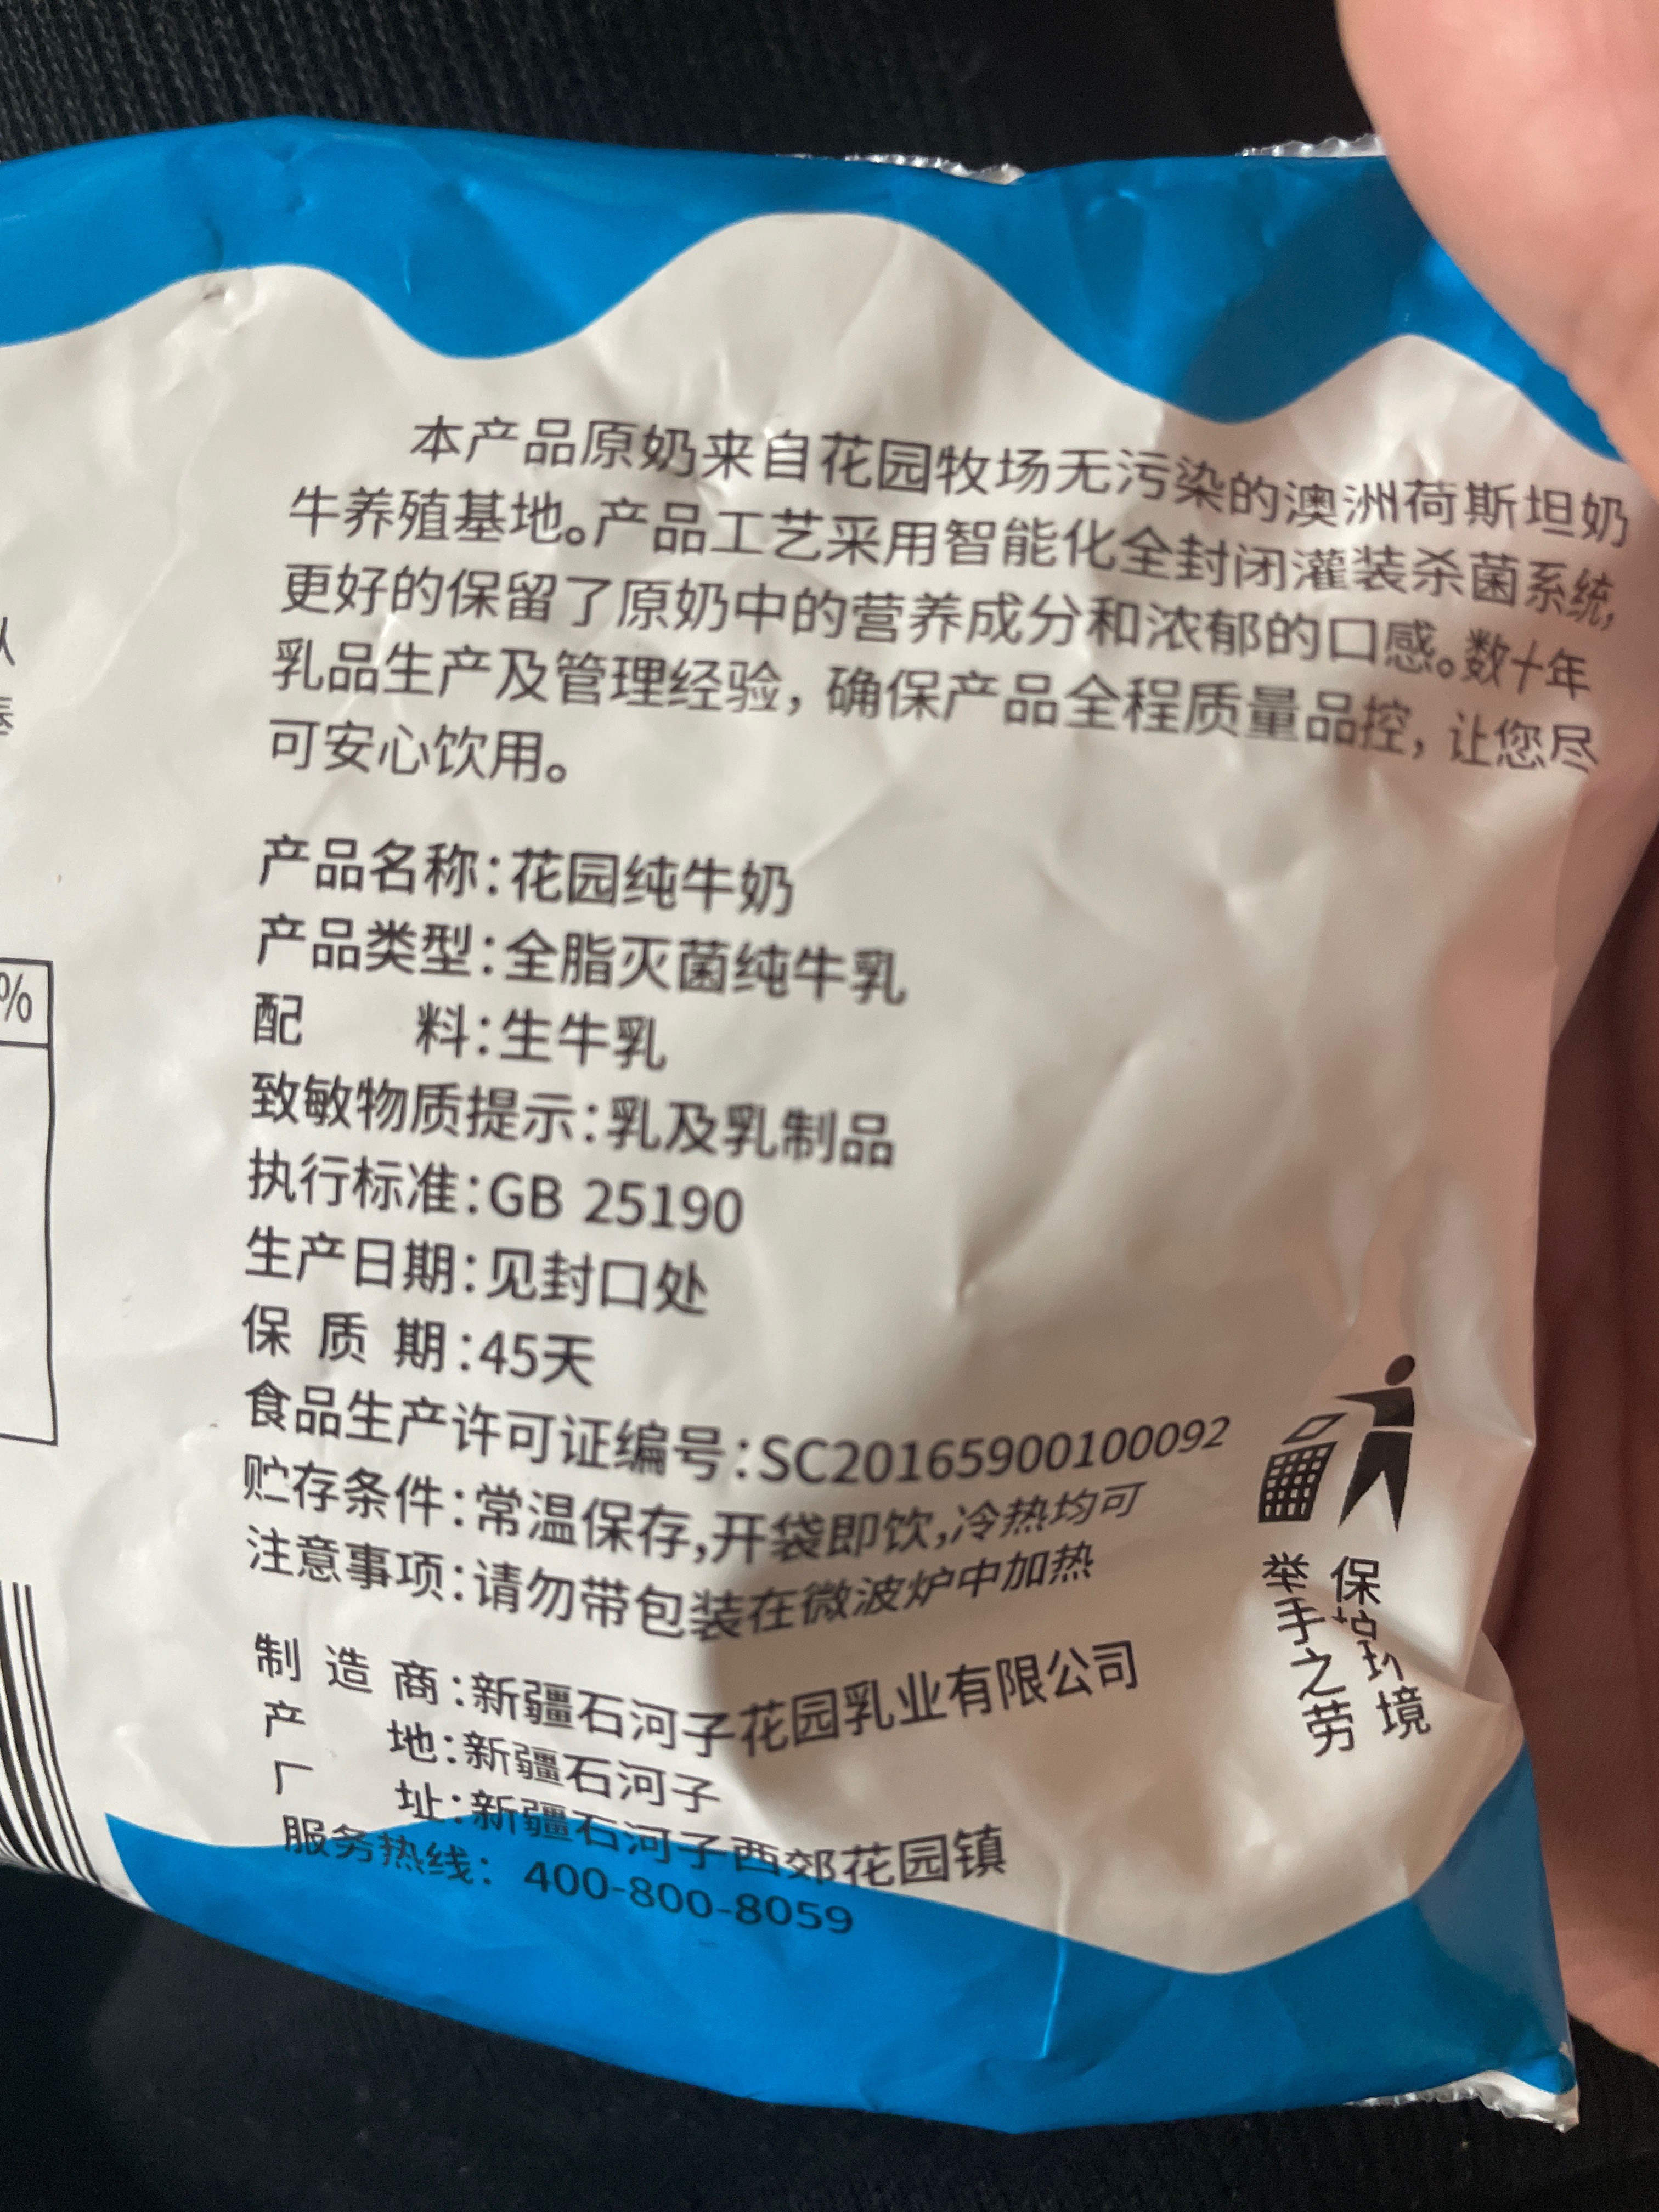 本产品原奶来自花园牧场无污染的澳洲荷斯坦奶
牛养殖基地。产品工艺采用智能化全封闭灌装杀菌系统,
更好的保留了原奶中的营养成分和浓郁的口感。数十年
乳品生产及管理经验，确保产品全程质量品控，让您尽
可安心饮用。
产品名称：花园纯牛奶
产品类型：全脂灭菌纯牛乳
配 料：生牛乳
致敏物质提示：乳及乳制品
执行标准：GB 25190
生产日期：见封口处
保 质 期：45天
食品生产许可证编号：SC20165900100092
贮存条件：常温保存,开袋即饮,冷热均可
注意事项：请勿带包装在微波炉中加热
制 造 商：新疆石河子花园乳业有限公司
产 地：新疆石河子
厂 址：新疆石河子西郊花园镇
服务热线：400-800-8059
保护环境
举手之劳
%